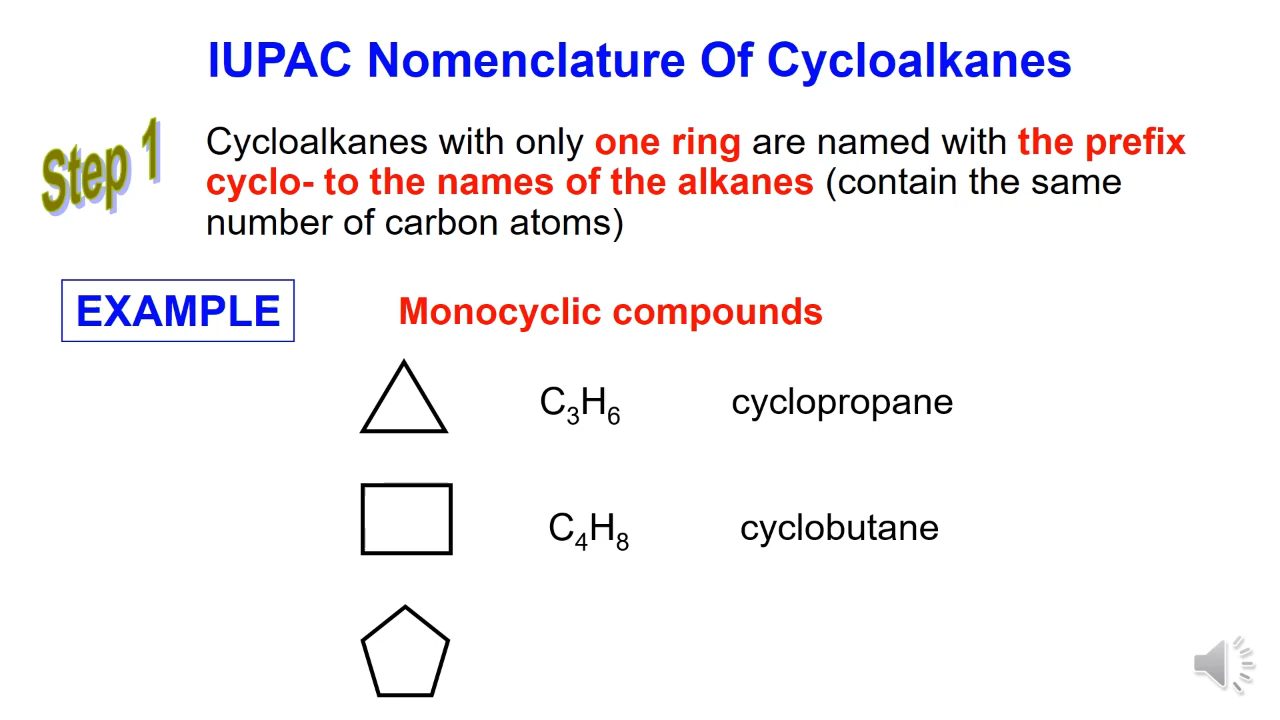 IUPAC Nomenclature Of Cycloalkanes
Step 1
Cycloalkanes with only one ring are named with the prefix
cyclo- to the names of the alkanes (contain the same
number of carbon atoms)
EXAMPLE
Monocyclic compounds
C₃H₆ cyclopropane
C₄H₈ cyclobutane